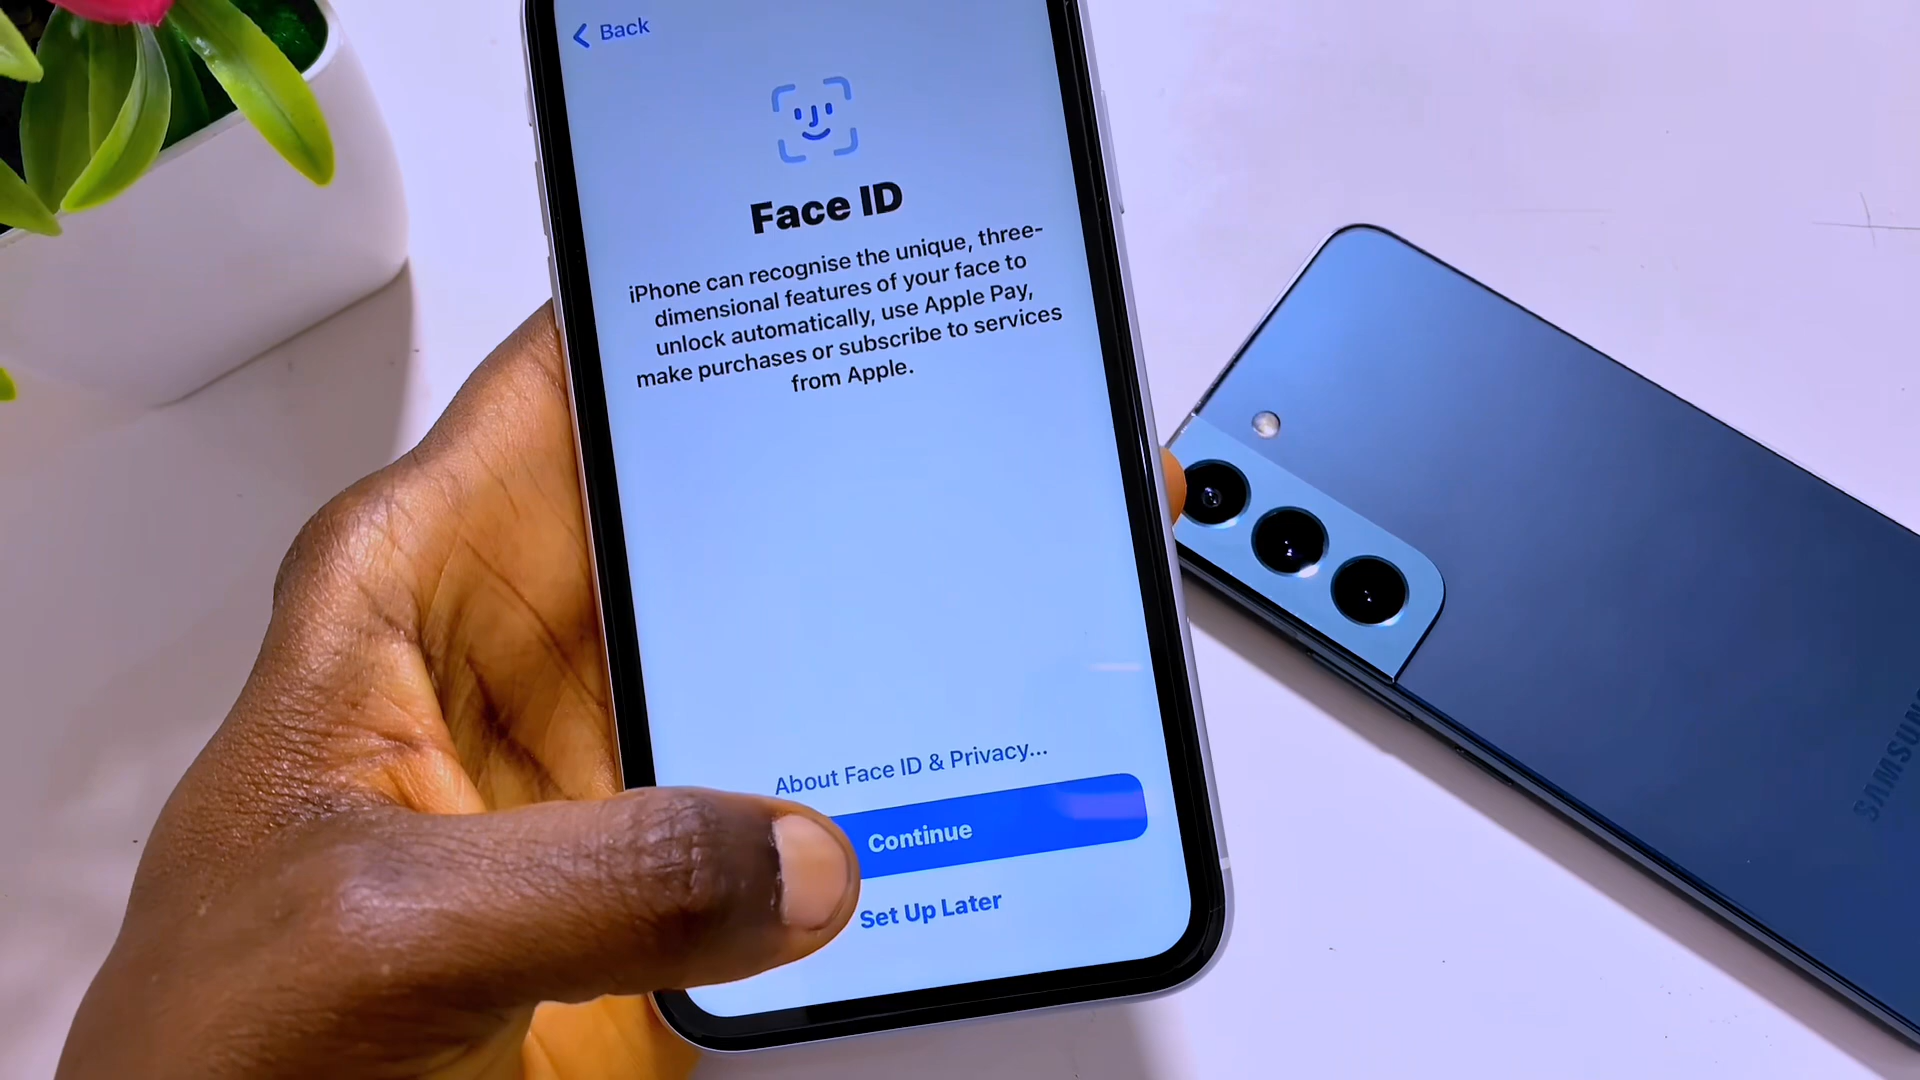 Back
Face ID
iPhone can recognise the unique, three-
dimensional features of your face to
unlock automatically, use Apple Pay,
make purchases or subscribe to services
from Apple.
About Face ID & Privacy...
Continue
Set Up Later
SAMSUN